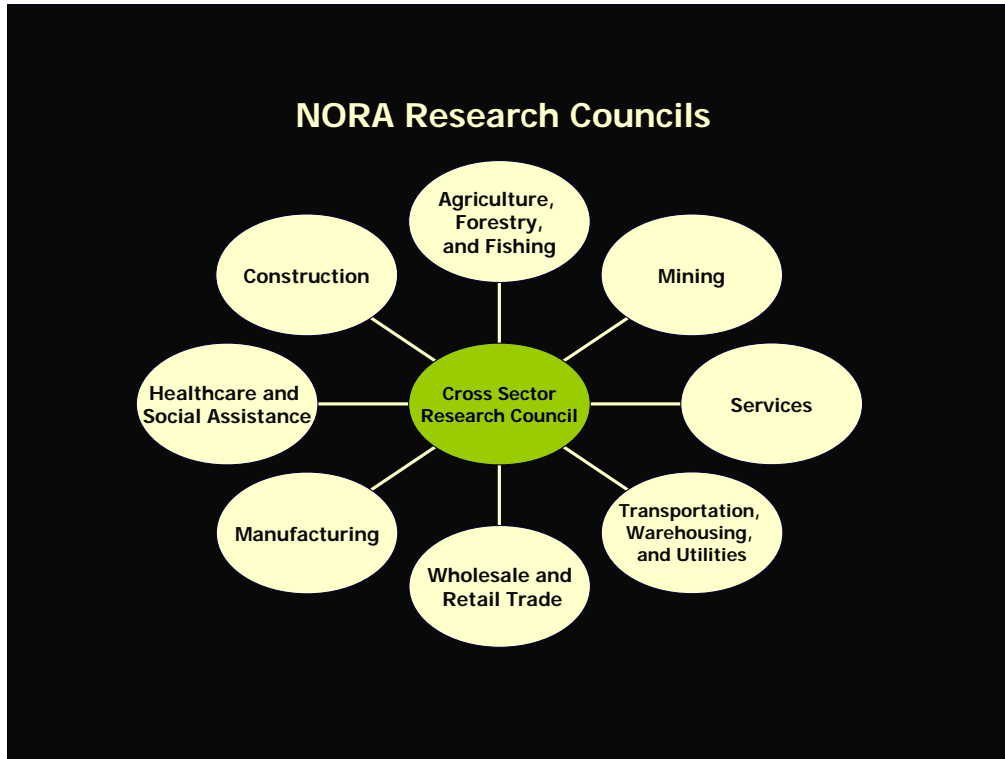 NORA Research Councils
Agriculture,
Forestry,
and Fishing
Construction
Mining
Healthcare and
Social Assistance
Cross Sector
Research Council
Services
Manufacturing
Transportation,
Warehousing,
and Utilities
Wholesale and
Retail Trade